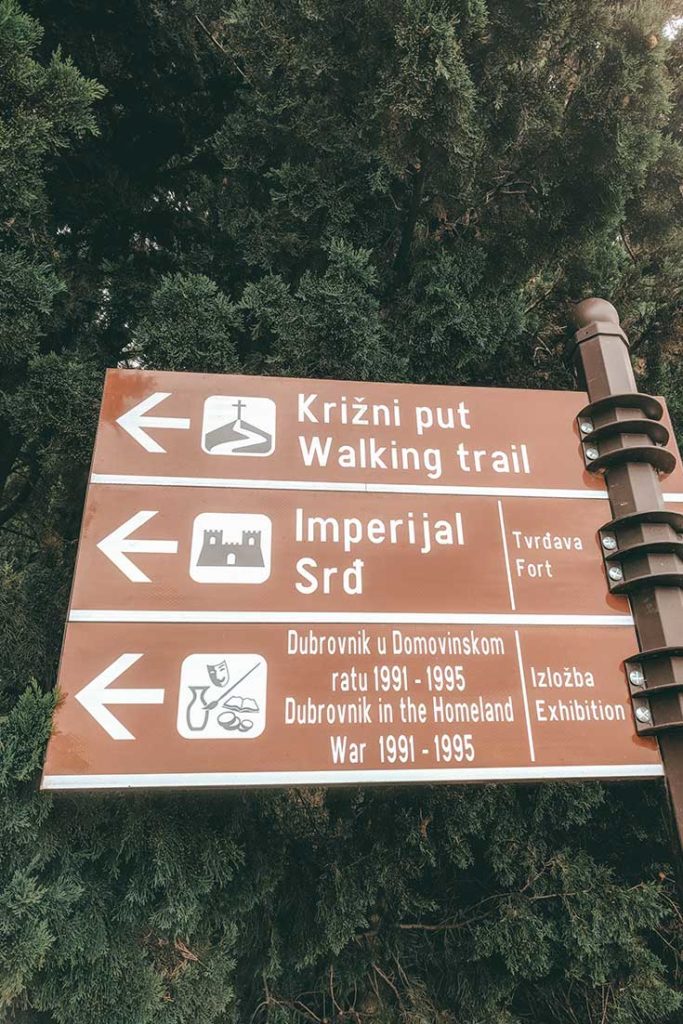 Križni put
Walking trail
Imperijal
Srđ
Tvrđava
Fort
Dubrovnik u Domovinskom
ratu 1991 - 1995
Dubrovnik in the Homeland
War 1991 - 1995
Izložba
Exhibition